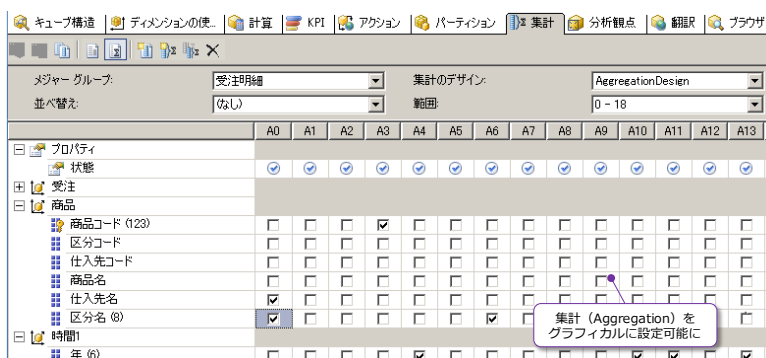 キューブ構造 ディメンションの使... 計算 KPI アクション パーティション 集計 分析観点 翻訳 ブラウザ
メジャー グループ: 受注明細 集計のデザイン: AggregationDesign
並べ替え: (なし) 範囲: 0 - 18
A0 A1 A2 A3 A4 A5 A6 A7 A8 A9 A10 A11 A12 A13
プロパティ
状態
受注
商品
商品コード (123)
区分コード
仕入先コード
商品名
仕入先名
区分名 (8)
集計（Aggregation）を
グラフィカルに設定可能に
時間1
年 (6)